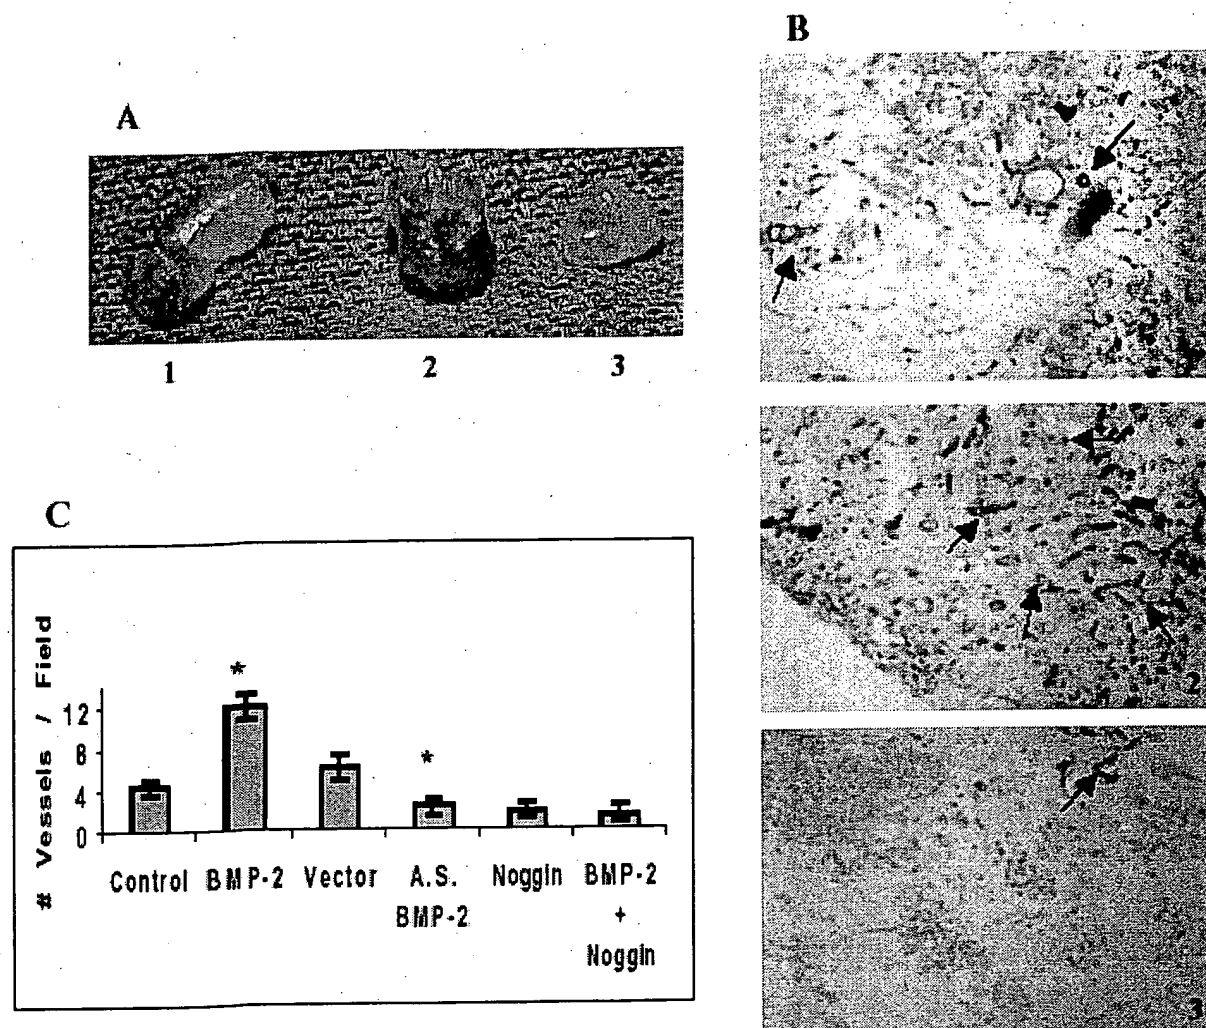 A
1 2 3
B
2
3
C
# Vessels / Field
12
8
4
0
*
*
Control BMP-2 Vector A.S. BMP-2 Noggin BMP-2 + Noggin